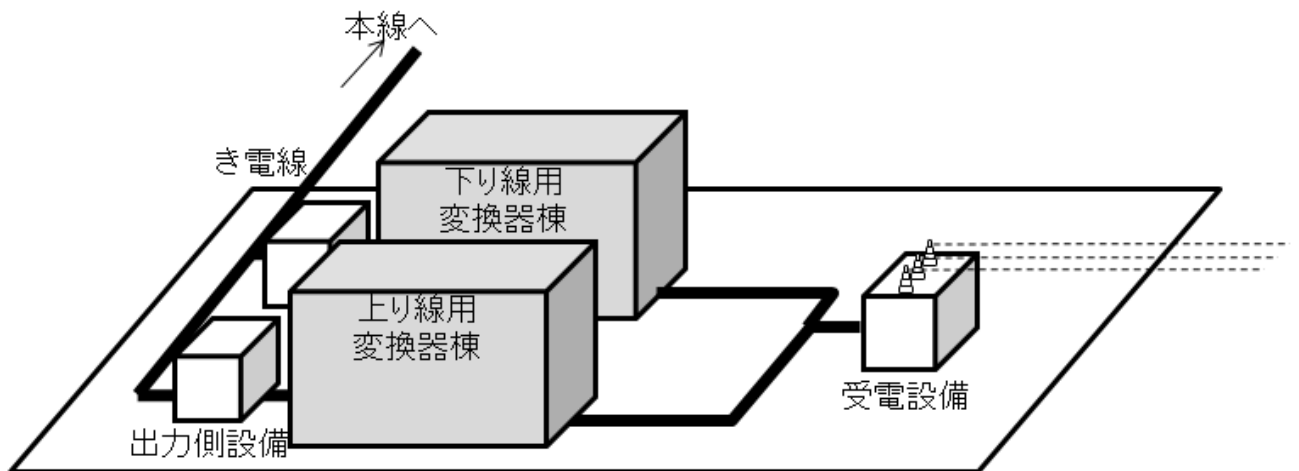 本線へ
き電線
下り線用
変換器棟
上り線用
変換器棟
受電設備
出力側設備